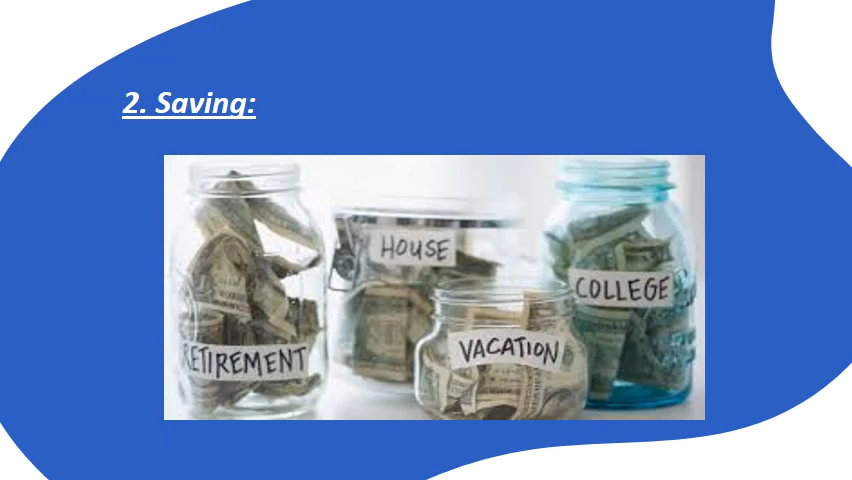 2. Saving:
HOUSE
COLLEGE
VACATION
RETIREMENT